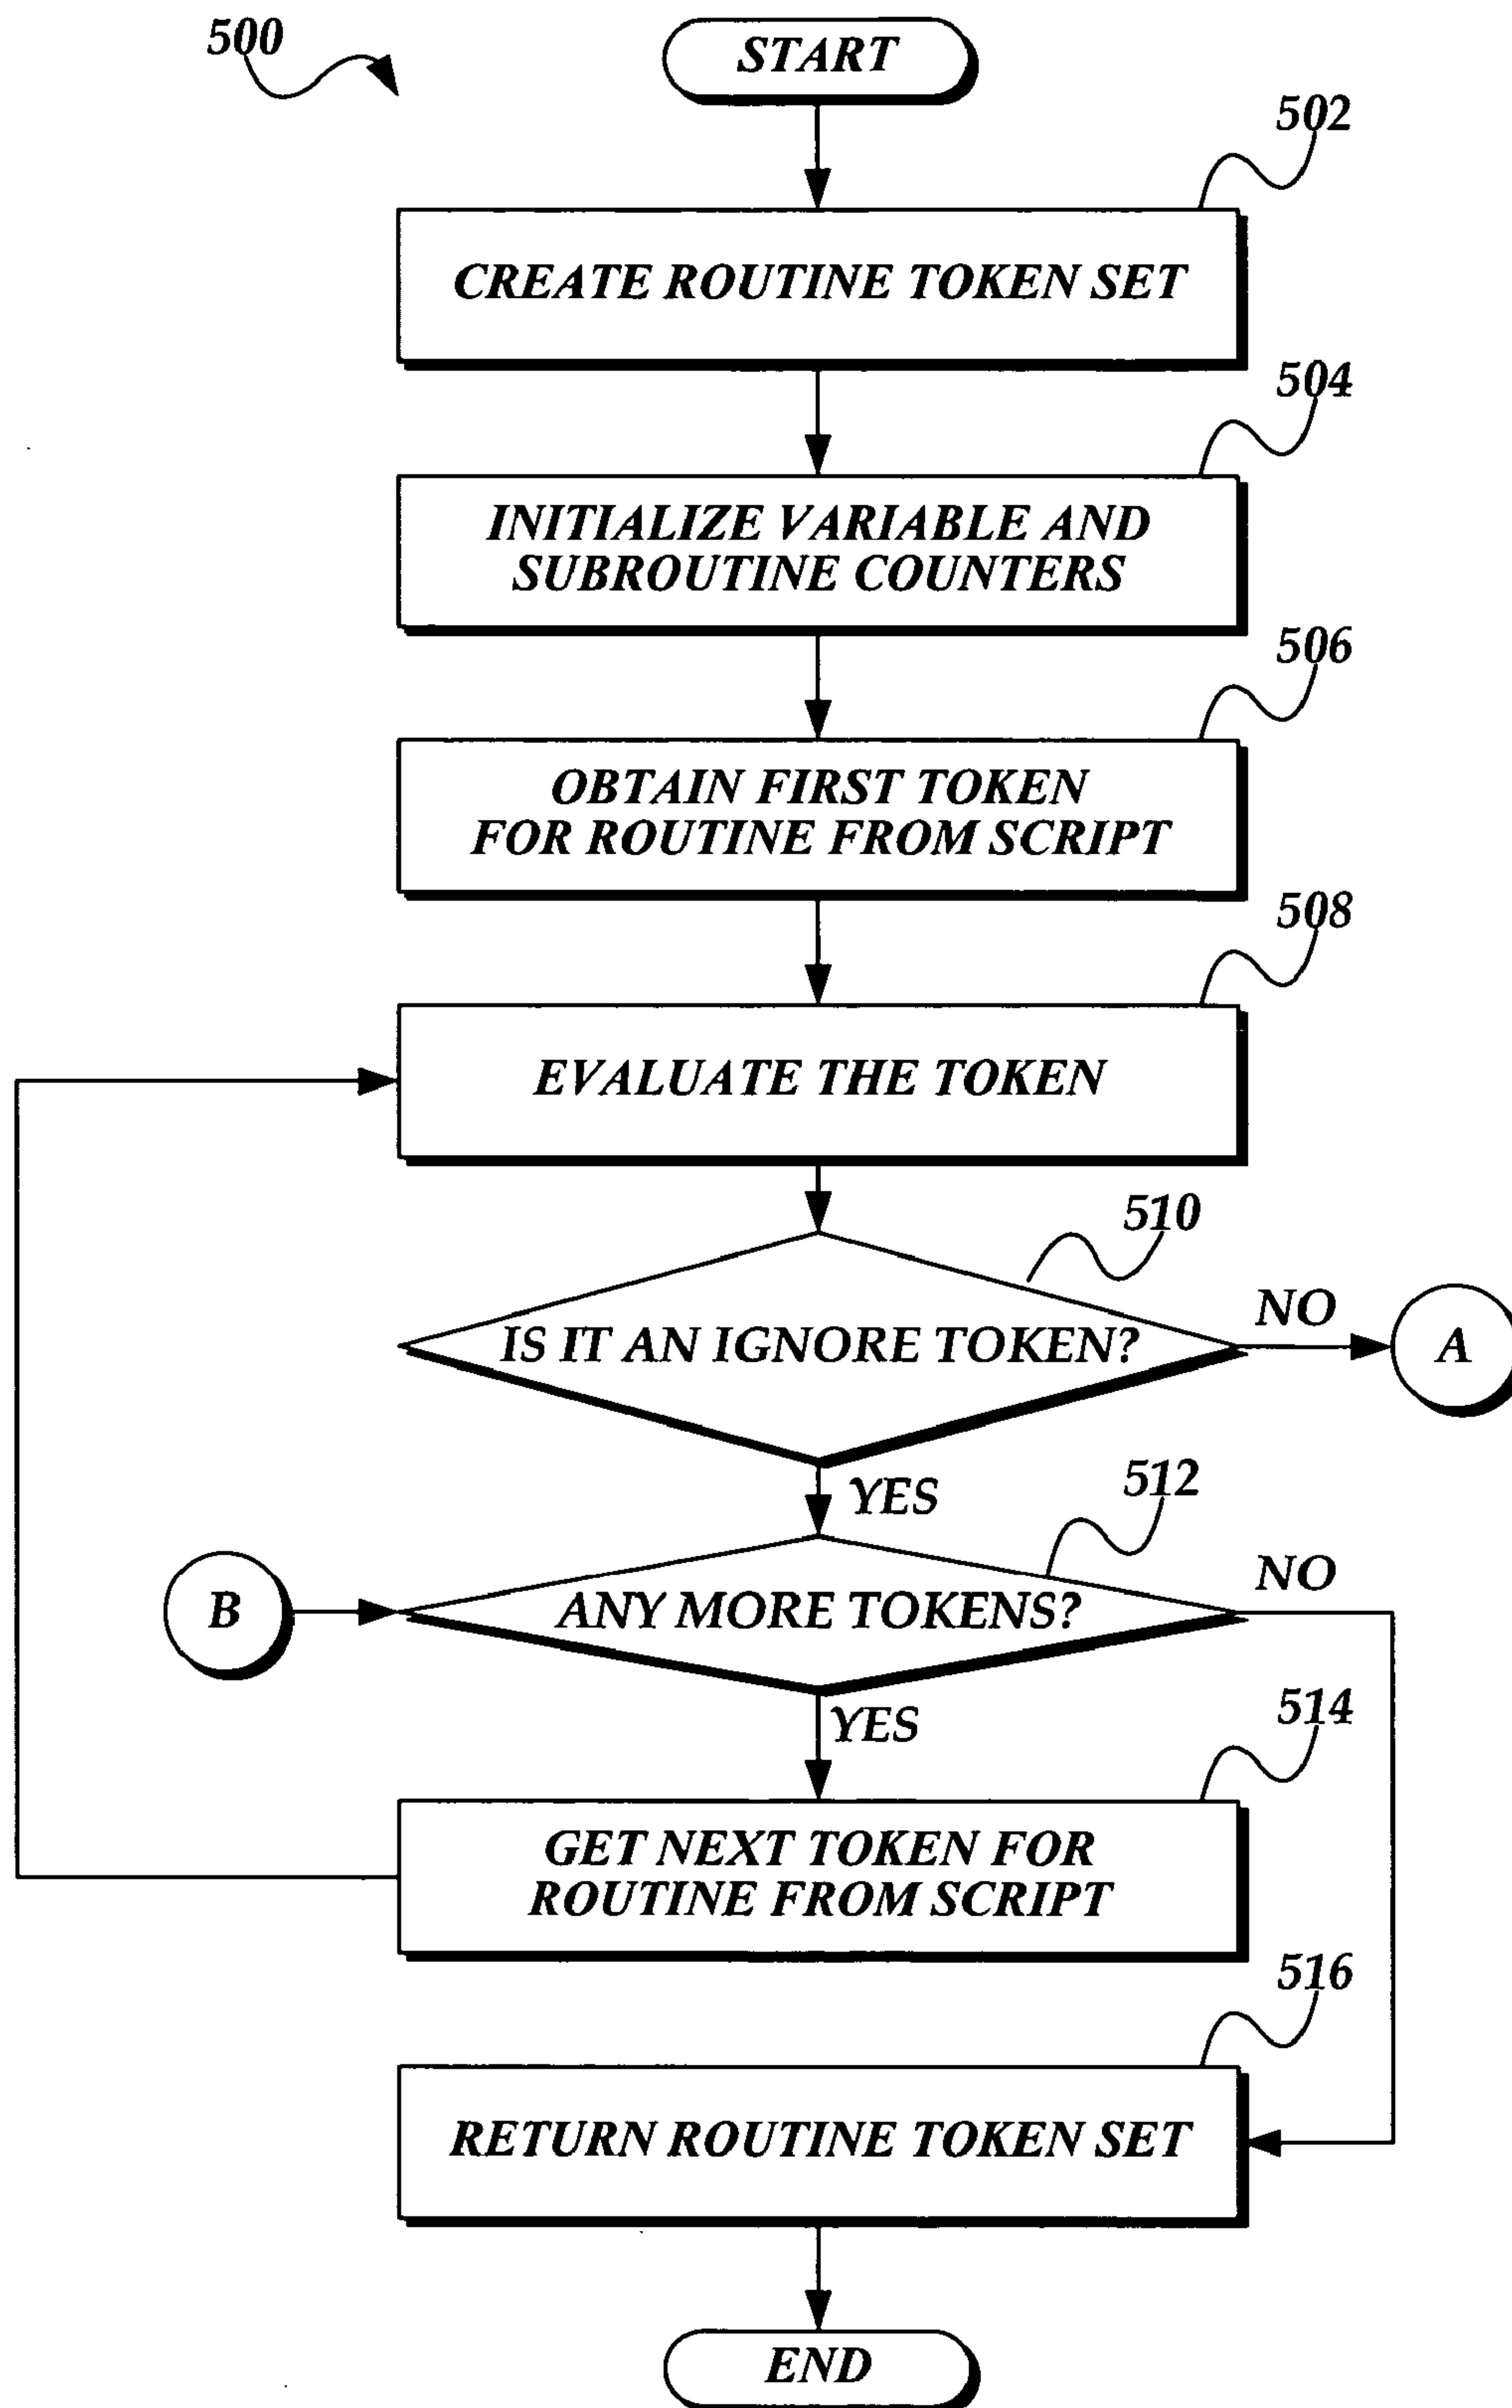 500
START
502
CREATE ROUTINE TOKEN SET
504
INITIALIZE VARIABLE AND
SUBROUTINE COUNTERS
506
OBTAIN FIRST TOKEN
FOR ROUTINE FROM SCRIPT
508
EVALUATE THE TOKEN
510
IS IT AN IGNORE TOKEN?
NO
A
YES
512
B
ANY MORE TOKENS?
NO
YES
514
GET NEXT TOKEN FOR
ROUTINE FROM SCRIPT
516
RETURN ROUTINE TOKEN SET
END